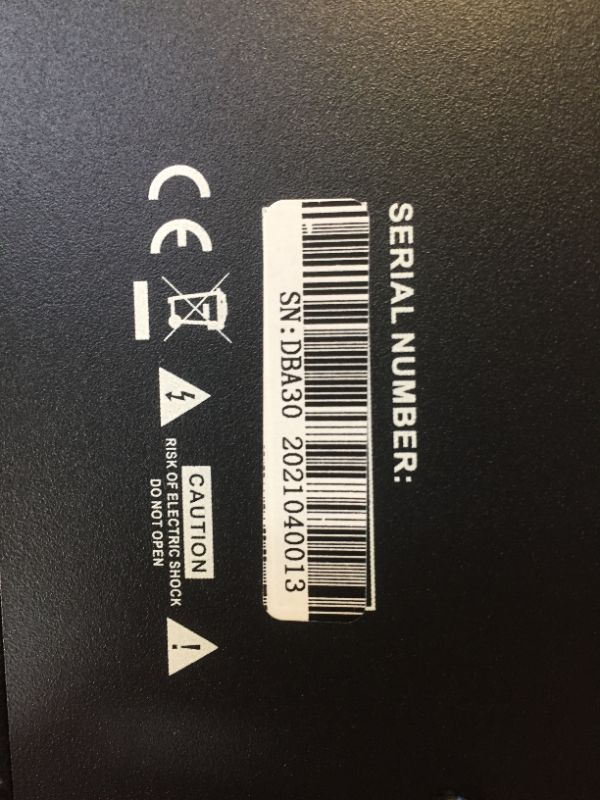 SERIAL NUMBER:
SN:DBA30 2021040013
CE
CAUTION
RISK OF ELECTRIC SHOCK
DO NOT OPEN